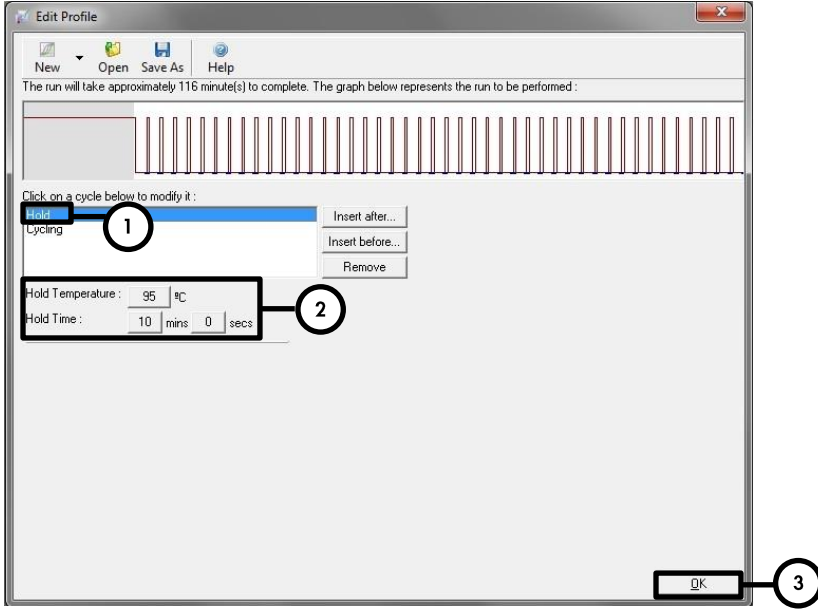 Edit Profile
New Open Save As Help
The run will take approximately 116 minute(s) to complete. The graph below represents the run to be performed :
Click on a cycle below to modify it :
Hold
Cycling
1
Insert after...
Insert before...
Remove
Hold Temperature : 95 ºC
Hold Time : 10 mins 0 secs
2
OK
3